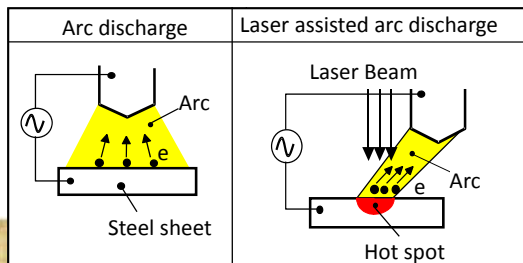 Arc discharge
Arc
e
Steel sheet
Laser assisted arc discharge
Laser Beam
e
Arc
Hot spot